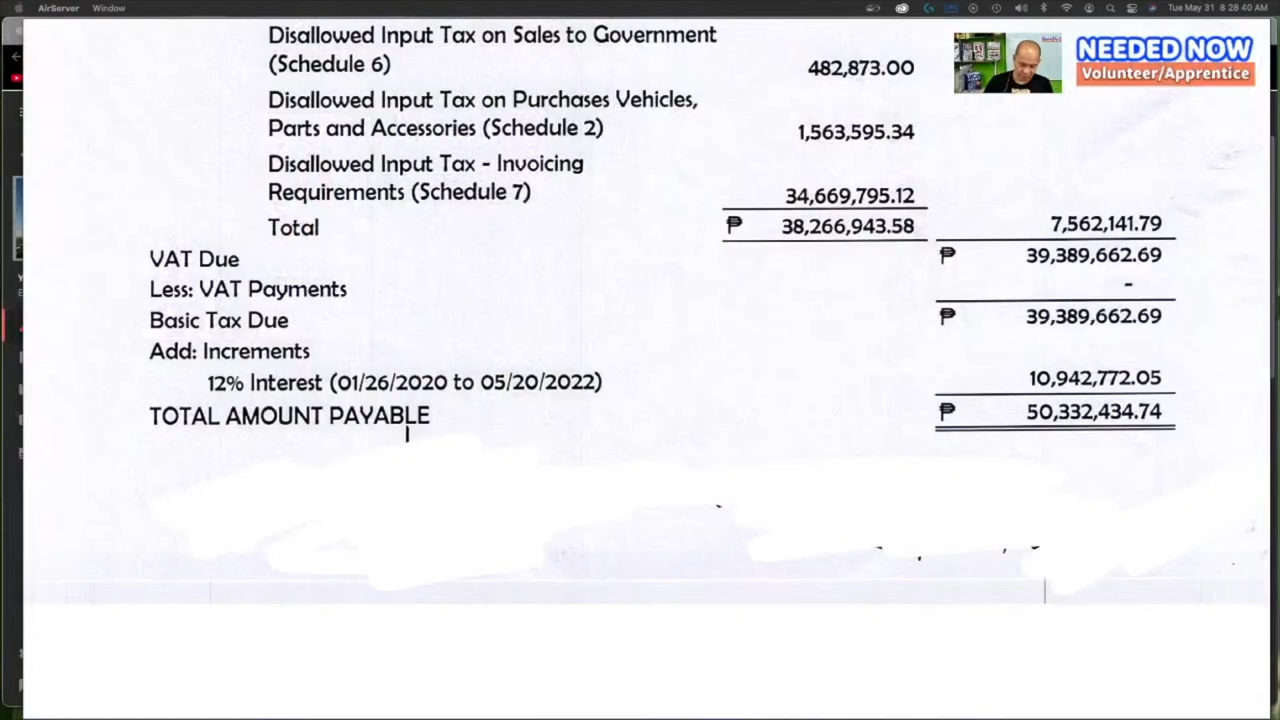 AirServer Window Tue May 31 8 28 40 AM
Disallowed Input Tax on Sales to Government
(Schedule 6) 482,873.00
NEEDED NOW
Volunteer/Apprentice
Disallowed Input Tax on Purchases Vehicles,
Parts and Accessories (Schedule 2) 1,563,595.34
Disallowed Input Tax - Invoicing
Requirements (Schedule 7) 34,669,795.12
Total ₱ 38,266,943.58 7,562,141.79
VAT Due ₱ 39,389,662.69
Less: VAT Payments -
Basic Tax Due ₱ 39,389,662.69
Add: Increments
12% Interest (01/26/2020 to 05/20/2022) 10,942,772.05
TOTAL AMOUNT PAYABLE ₱ 50,332,434.74